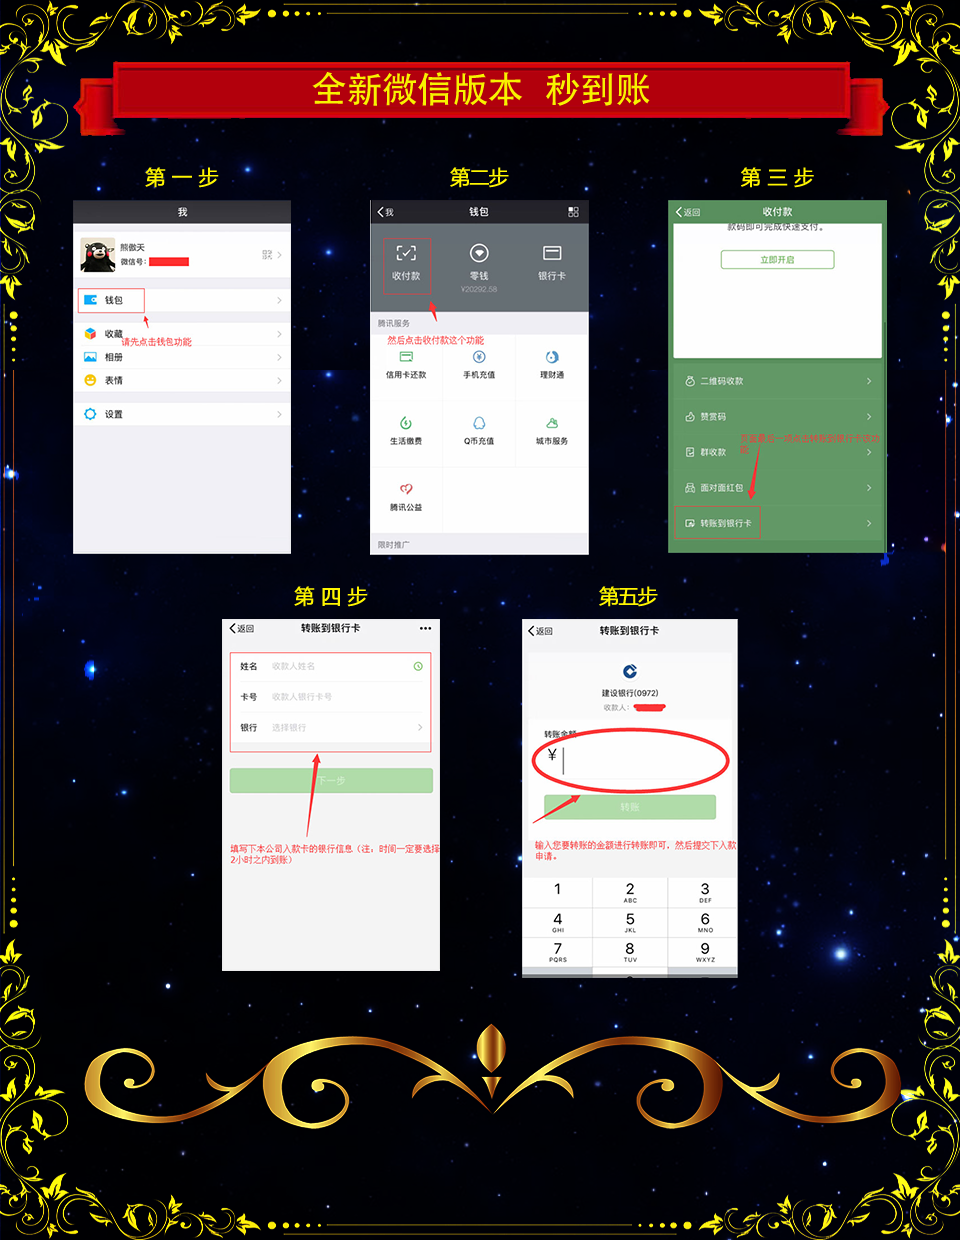 全新微信版本 秒到账
第一步
我
熊傲天
微信号：
钱包
收藏
请先点击钱包功能
相册
表情
设置
第二步
我
钱包
收付款
零钱
¥20292.58
银行卡
腾讯服务
然后点击收付款这个功能
信用卡还款
手机充值
理财通
生活缴费
Q币充值
城市服务
腾讯公益
限时推广
第三步
返回
收付款
款码即可完成快速支付。
立即开启
二维码收款
赞赏码
群收款
面对面红包
转账到银行卡
第四步
返回
转账到银行卡
姓名 收款人姓名
卡号 收款人银行卡号
银行 选择银行
下一步
填写下本公司入款卡的银行信息（注：时间一定要选择
2小时之内到账）
第五步
返回
转账到银行卡
建设银行(0972)
收款人：
转账金额
¥
转账
输入您要转账的金额进行转账即可，然后提交下入款
申请。
1
2
ABC
3
DEF
4
GHI
5
JKL
6
MNO
7
PQRS
8
TUV
9
WXYZ